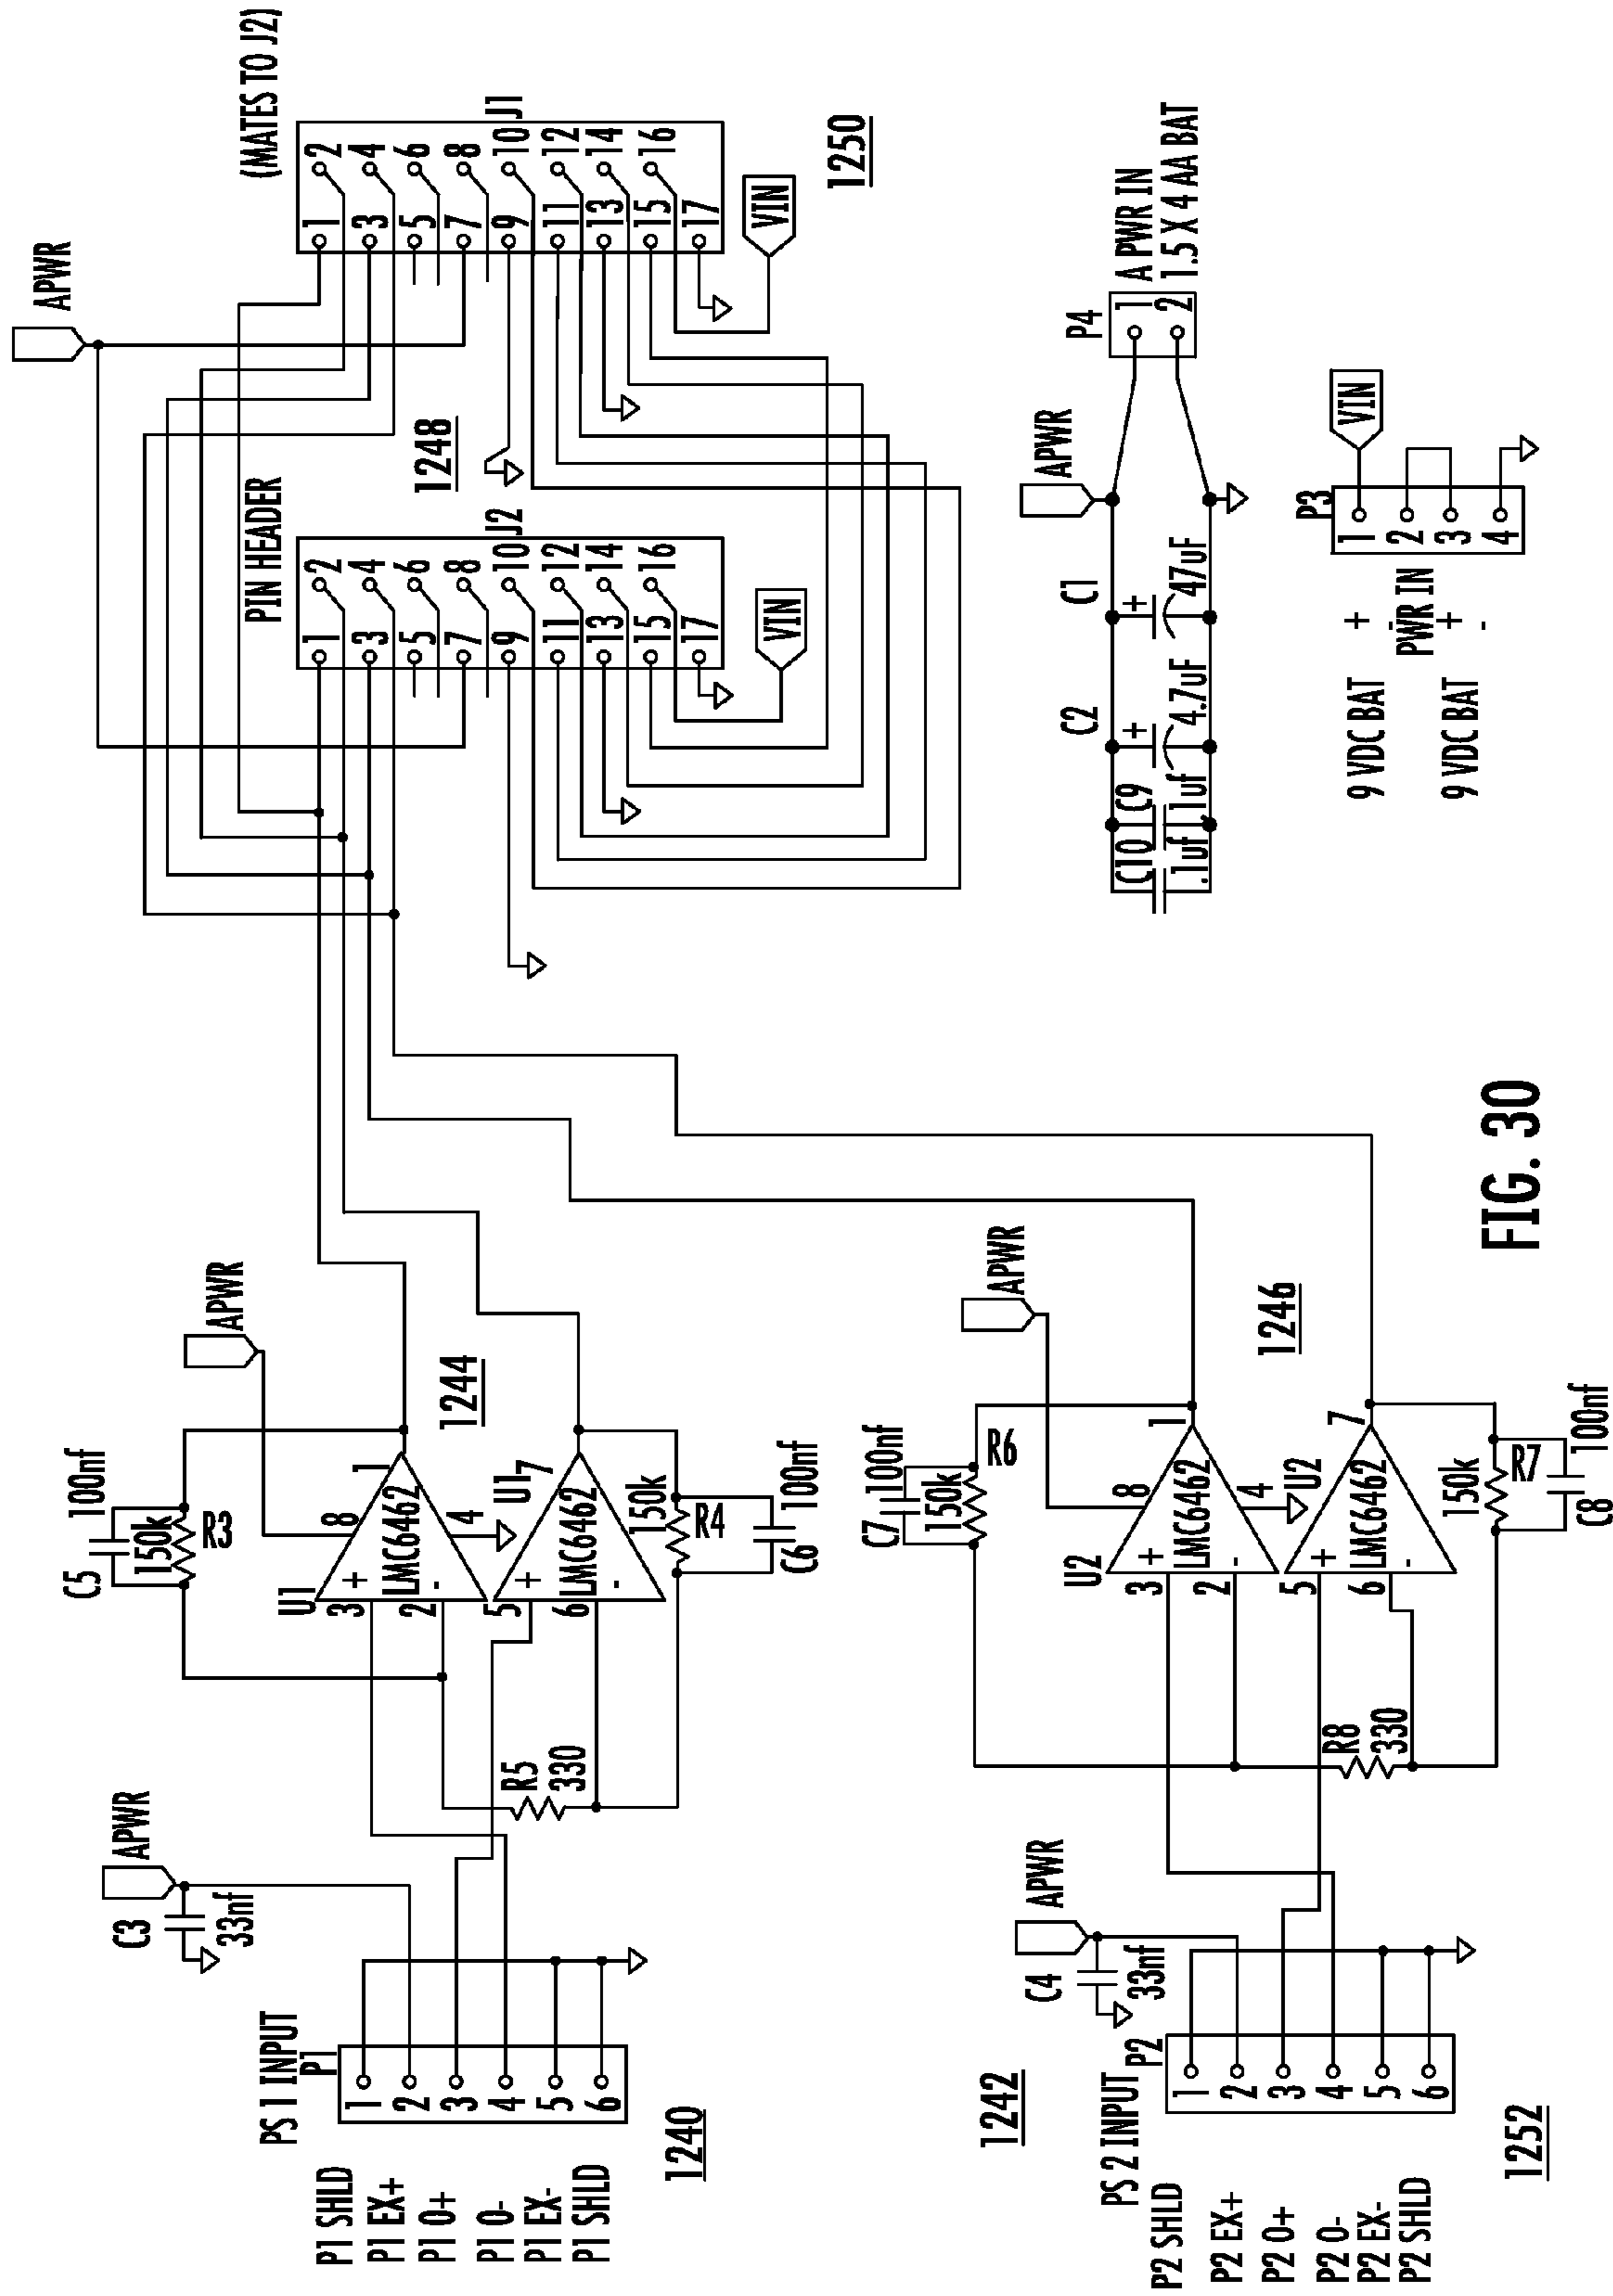 PS 1 INPUT
P1
P1 SHLD
P1 EX+
P1 O+
P1 O-
P1 EX-
P1 SHLD
1
2
3
4
5
6
1240
C3
33nf
APWR
C5
100nf
150k
R3
APWR
U1
3
+
2
-
8
1
4
LMC6462
1244
U1
5
+
6
-
7
LMC6462
R5
330
150k
R4
C6
100nf
1242
PS 2 INPUT
P2
P2 SHLD
P2 EX+
P2 O+
P2 O-
P2 EX-
P2 SHLD
1
2
3
4
5
6
1252
C4
33nf
APWR
C7
100nf
150k
R6
APWR
U2
3
+
2
-
8
1
4
LMC6462
1246
U2
5
+
6
-
7
LMC6462
R8
330
150k
R7
C8
100nf
PIN HEADER
J2
1
2
3
4
5
6
7
8
9
10
11
12
13
14
15
16
17
VIN
1248
APWR
(MATES TO J2)
J1
1
2
3
4
5
6
7
8
9
10
11
12
13
14
15
16
17
VIN
1250
C10
.1uf
C9
.1uf
C2
+
4.7uF
C1
+
47uF
APWR
P4
1
2
A PWR IN
1.5 X 4 AA BAT
9 VDC BAT
+
-
PWR IN
9 VDC BAT
+
-
P3
1
2
3
4
VIN
FIG. 30